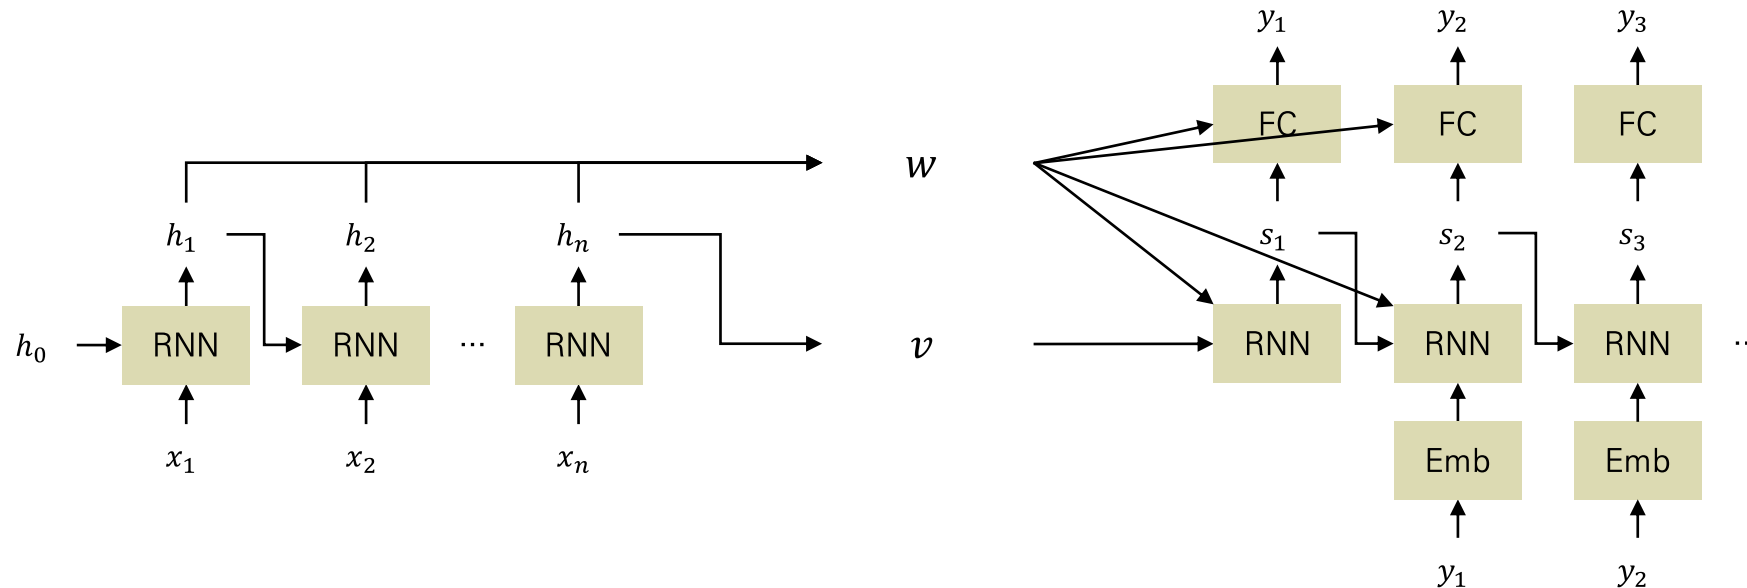 y₁ y₂ y₃
FC FC FC
w
h₁ h₂ hₙ s₁ s₂ s₃
h₀ RNN RNN ⋯ RNN v RNN RNN RNN ⋯
x₁ x₂ xₙ Emb Emb
y₁ y₂